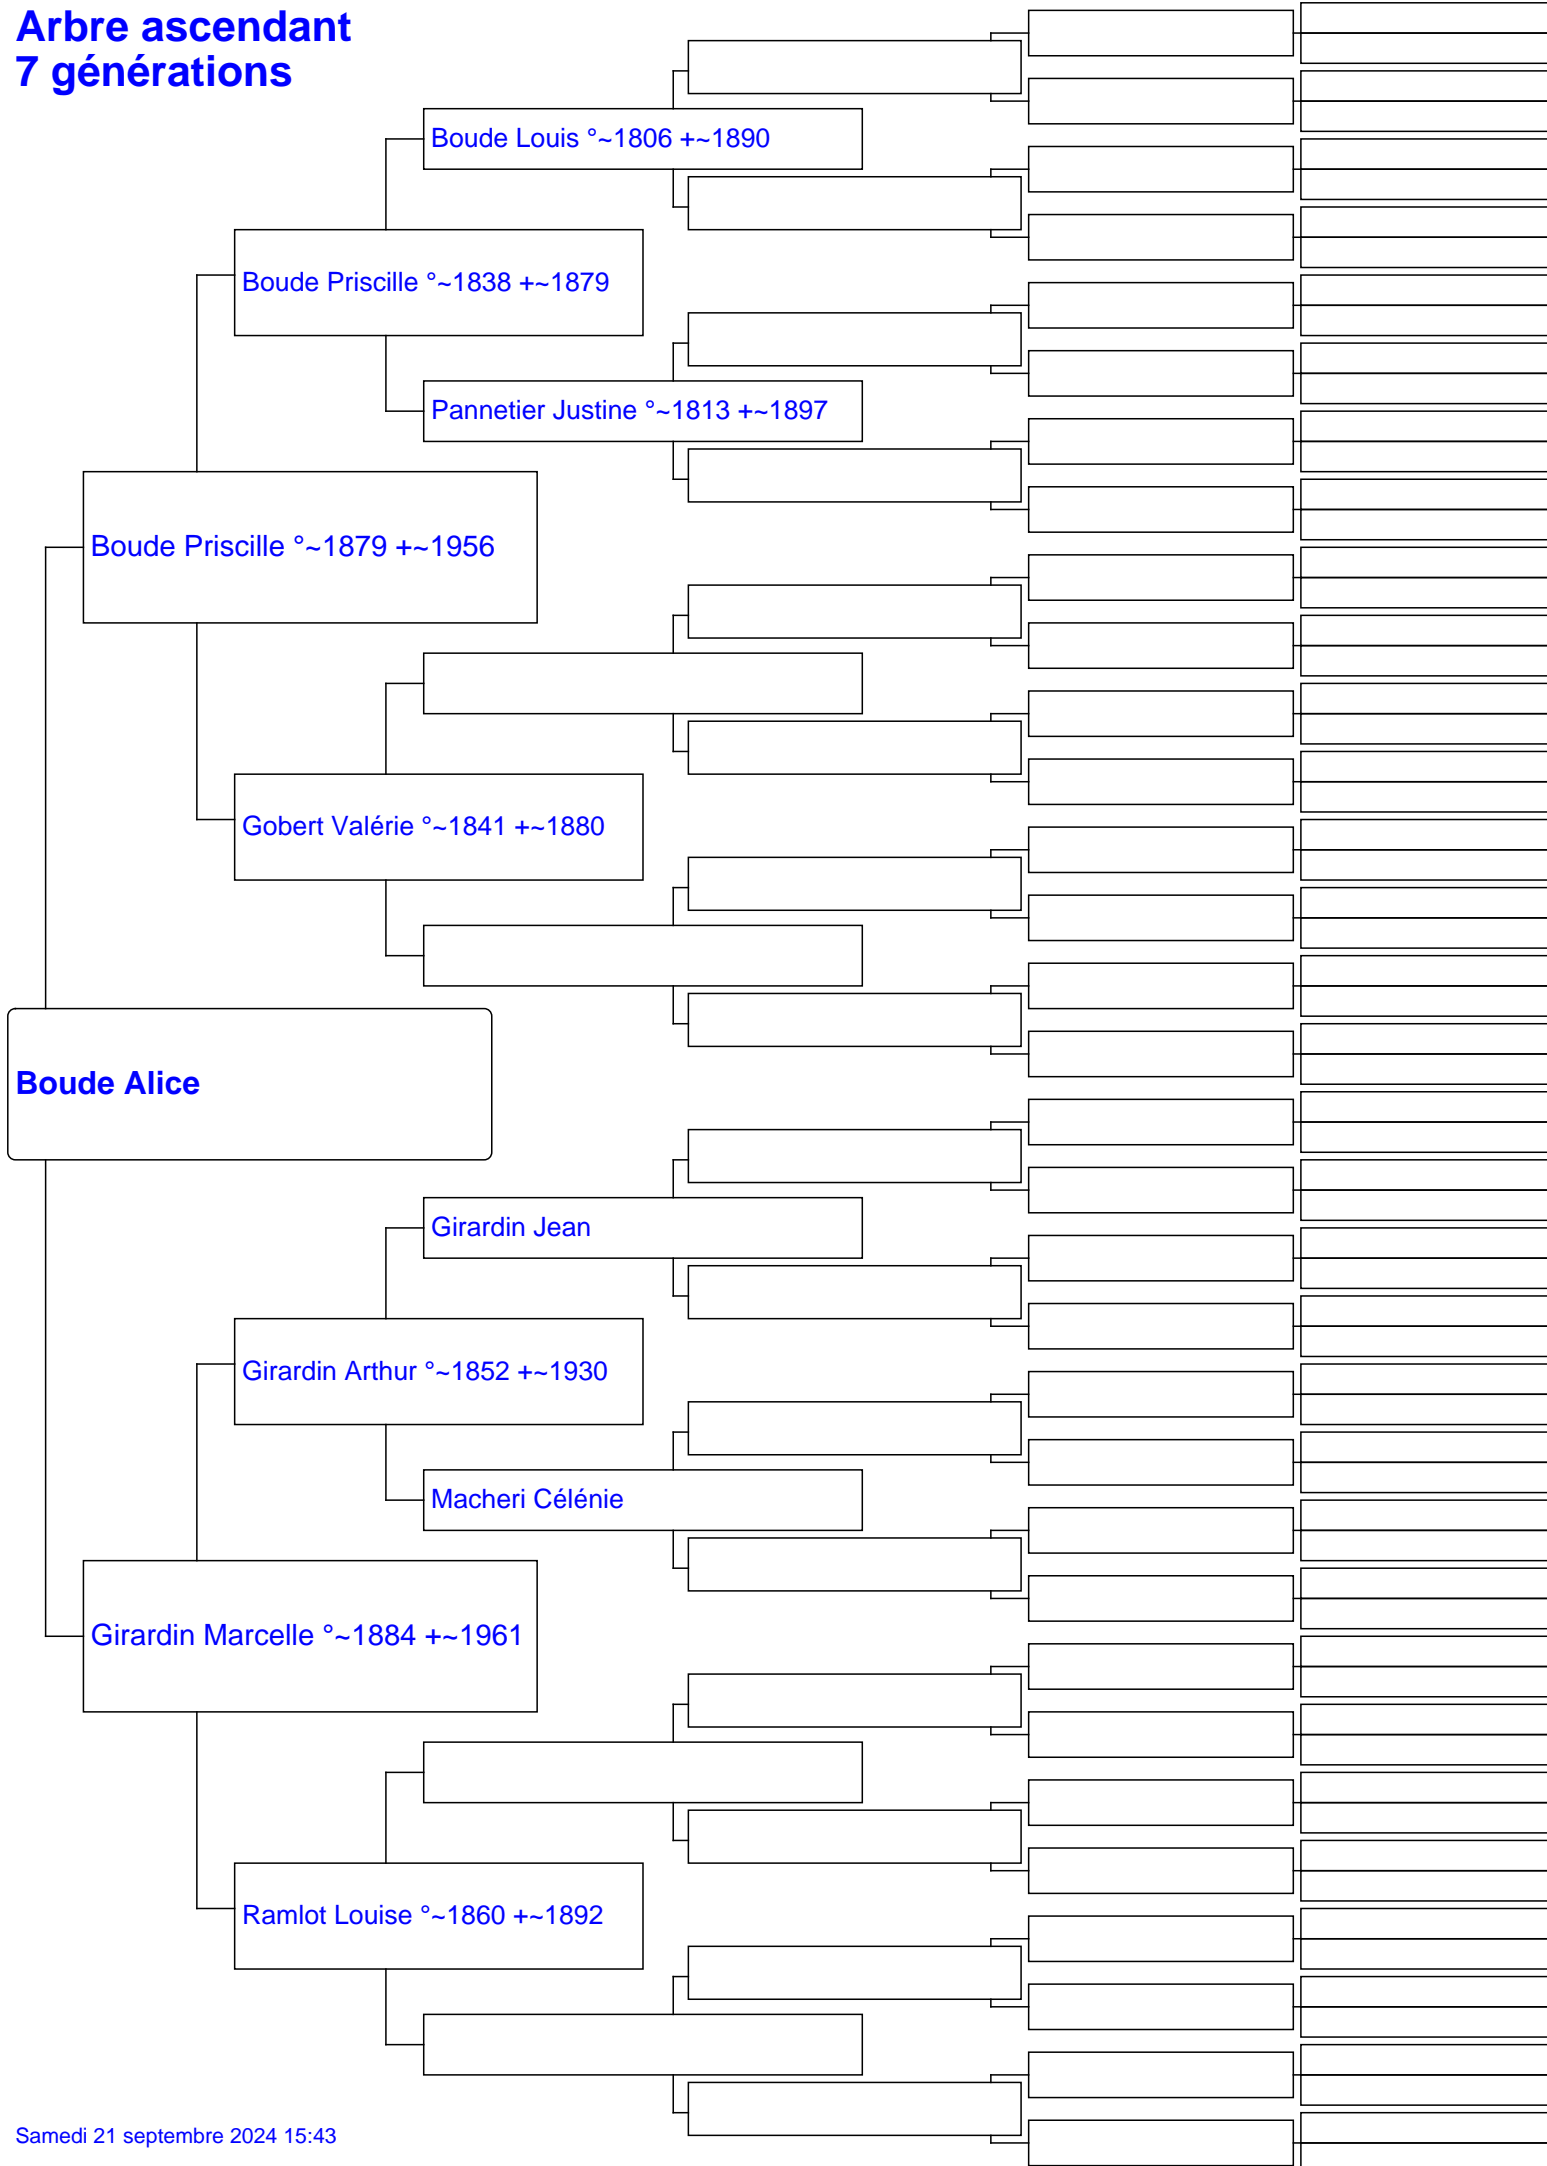 Arbre ascendant
7 générations
Boude Louis °~1806 +~1890
Boude Priscille °~1838 +~1879
Pannetier Justine °~1813 +~1897
Boude Priscille °~1879 +~1956
Gobert Valérie °~1841 +~1880
Boude Alice
Girardin Jean
Girardin Arthur °~1852 +~1930
Macheri Célénie
Girardin Marcelle °~1884 +~1961
Ramlot Louise °~1860 +~1892
Samedi 21 septembre 2024 15:43